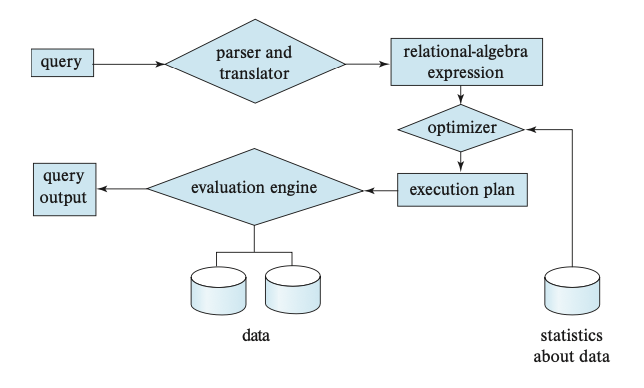 query
parser and
translator
relational-algebra
expression
optimizer
query
output
evaluation engine
execution plan
data
statistics
about data